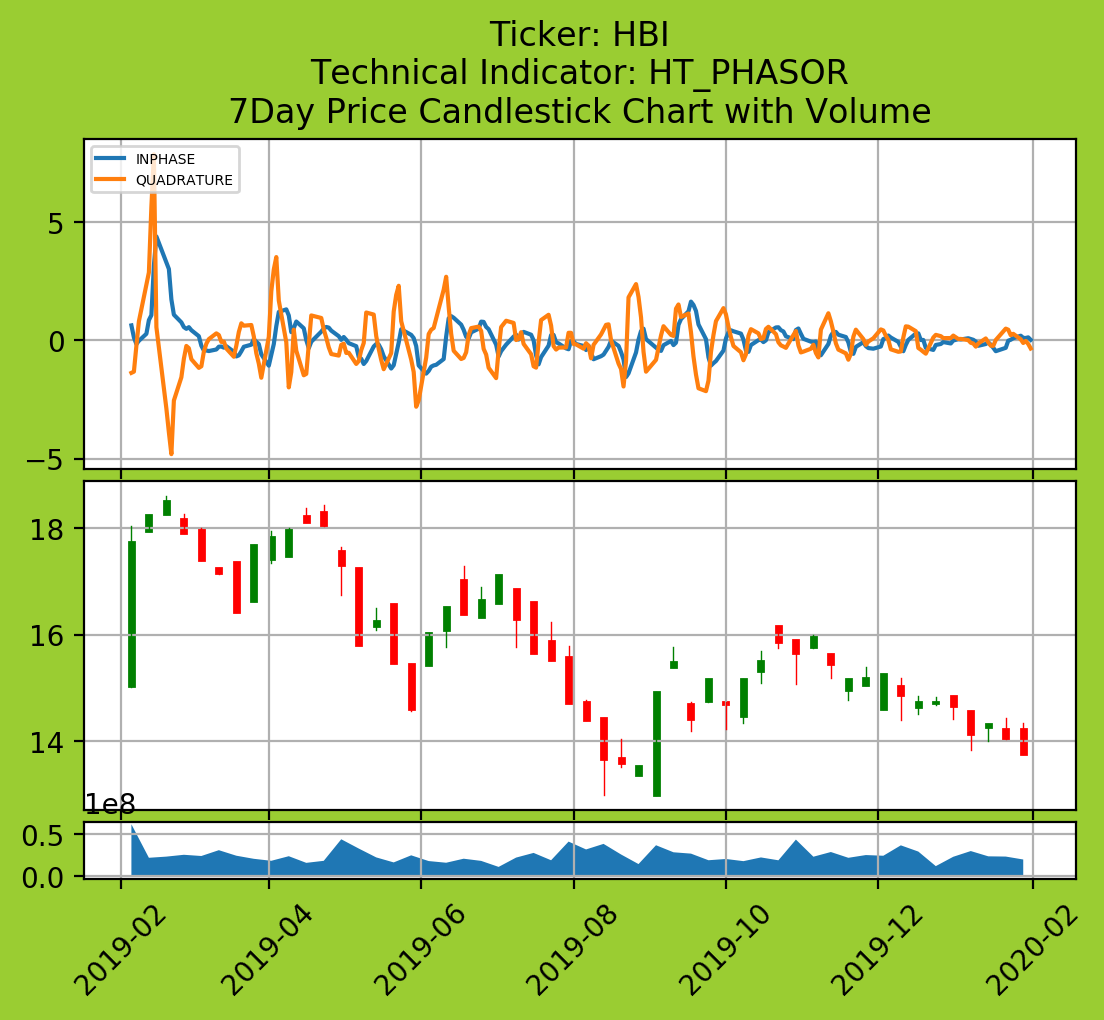 Ticker: HBI
Technical Indicator: HT_PHASOR
7Day Price Candlestick Chart with Volume
INPHASE
QUADRATURE
5
0
−5
18
16
14
1e8
0.5
0.0
2019-02
2019-04
2019-06
2019-08
2019-10
2019-12
2020-02